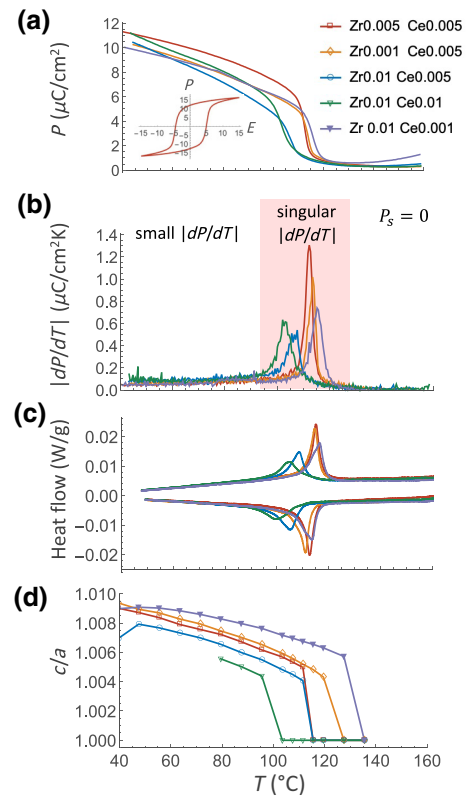 (a)
Zr0.005 Ce0.005
Zr0.001 Ce0.005
Zr0.01 Ce0.005
Zr0.01 Ce0.01
Zr 0.01 Ce0.001
P (μC/cm²)
12
10
8
6
4
2
0
P
E
15
10
5
-5
-10
-15
-15 -10 -5 5 10 15
(b)
small |dP/dT|
singular
|dP/dT|
Pₛ = 0
|dP/dT| (μC/cm²K)
1.4
1.2
1.0
0.8
0.6
0.4
0.2
0.0
(c)
Heat flow (W/g)
0.02
0.01
0.00
-0.01
-0.02
(d)
c/a
1.010
1.008
1.006
1.004
1.002
1.000
40 60 80 100 120 140 160
T (°C)